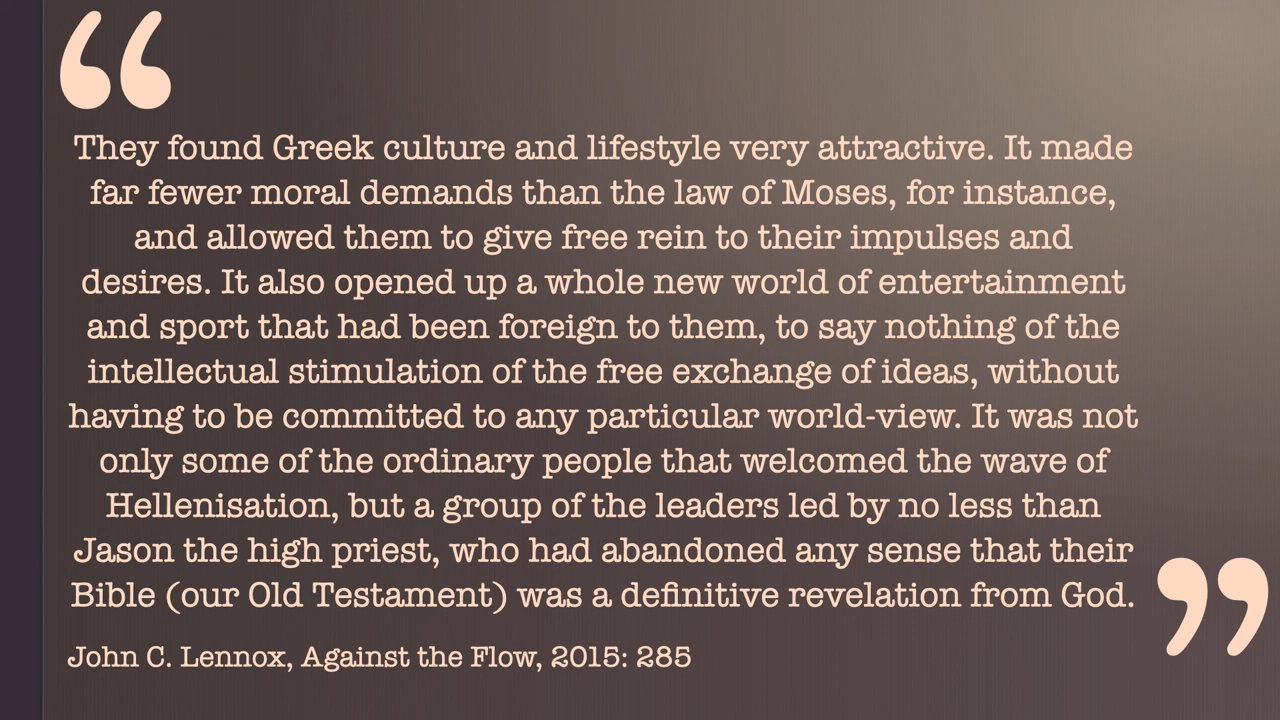 “
They found Greek culture and lifestyle very attractive. It made
far fewer moral demands than the law of Moses, for instance,
and allowed them to give free rein to their impulses and
desires. It also opened up a whole new world of entertainment
and sport that had been foreign to them, to say nothing of the
intellectual stimulation of the free exchange of ideas, without
having to be committed to any particular world-view. It was not
only some of the ordinary people that welcomed the wave of
Hellenisation, but a group of the leaders led by no less than
Jason the high priest, who had abandoned any sense that their
Bible (our Old Testament) was a definitive revelation from God.
”
John C. Lennox, Against the Flow, 2015: 285